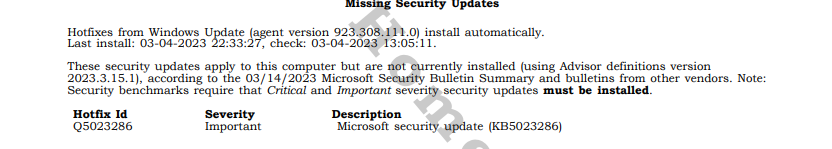 Missing Security Updates
Hotfixes from Windows Update (agent version 923.308.111.0) install automatically.
Last install: 03-04-2023 22:33:27, check: 03-04-2023 13:05:11.
These security updates apply to this computer but are not currently installed (using Advisor definitions version
2023.3.15.1), according to the 03/14/2023 Microsoft Security Bulletin Summary and bulletins from other vendors. Note:
Security benchmarks require that Critical and Important severity security updates must be installed.
Hotfix Id Severity Description
Q5023286 Important Microsoft security update (KB5023286)
Home